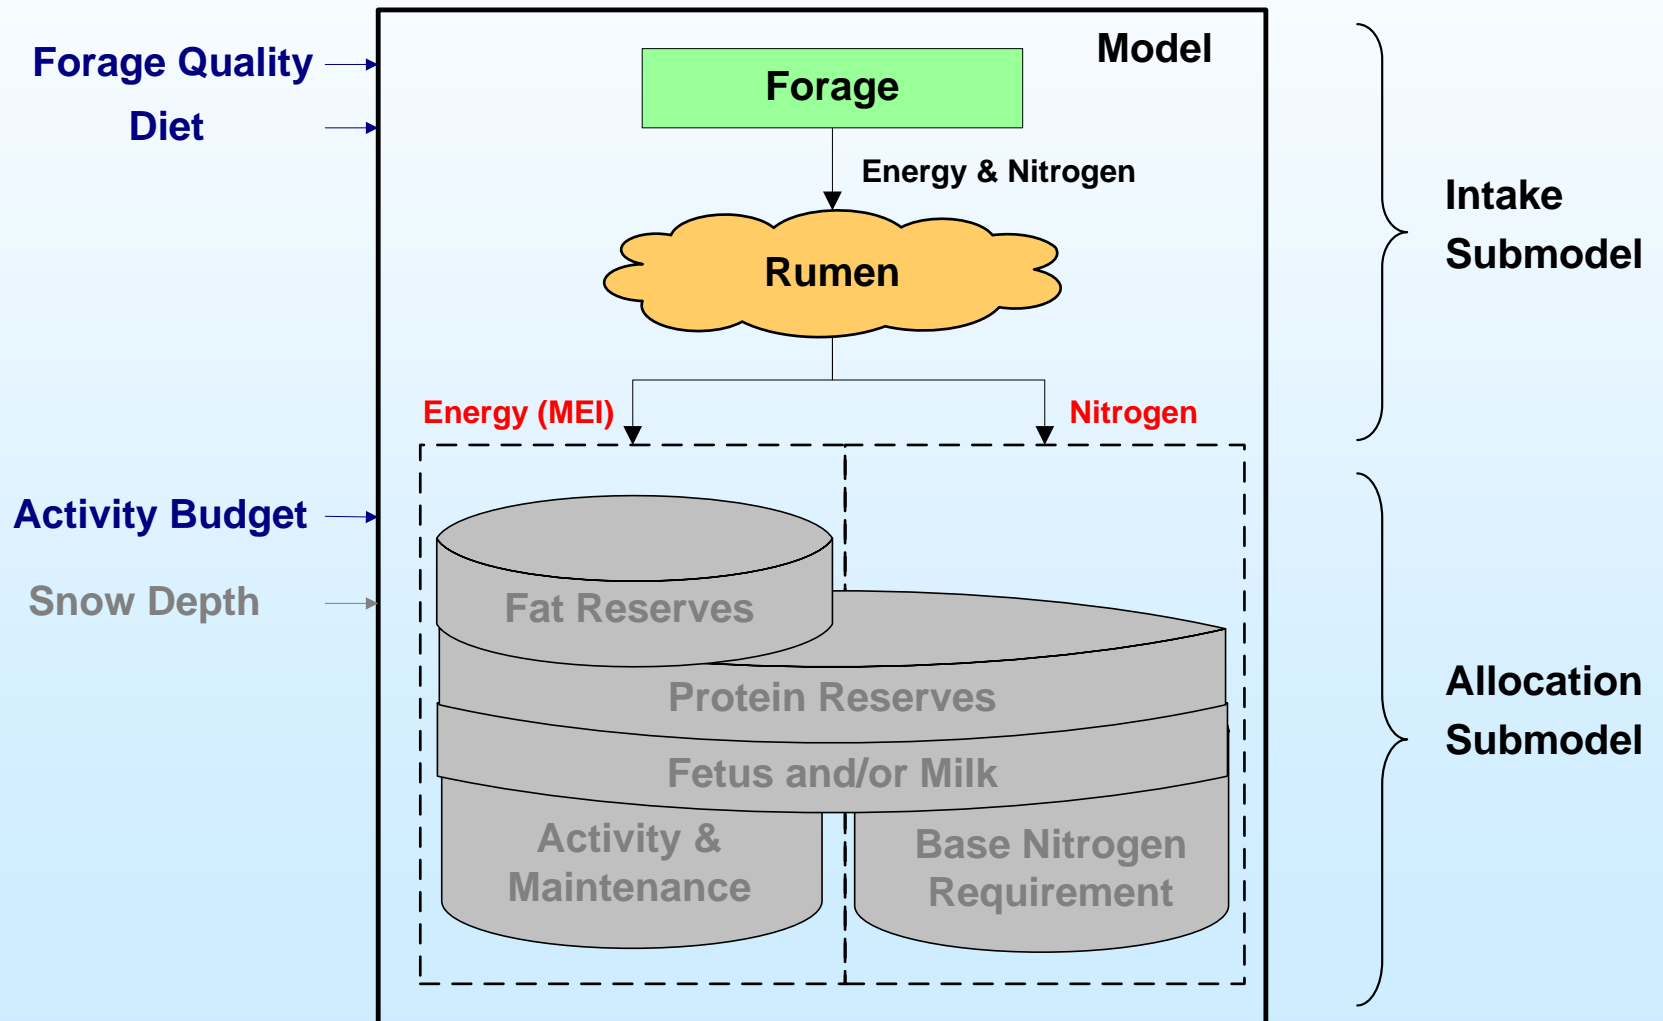 Model
Forage Quality
Diet
Forage
Energy & Nitrogen
Rumen
Intake
Submodel
Energy (MEI)
Nitrogen
Activity Budget
Snow Depth
Fat Reserves
Protein Reserves
Fetus and/or Milk
Activity &
Maintenance
Base Nitrogen
Requirement
Allocation
Submodel